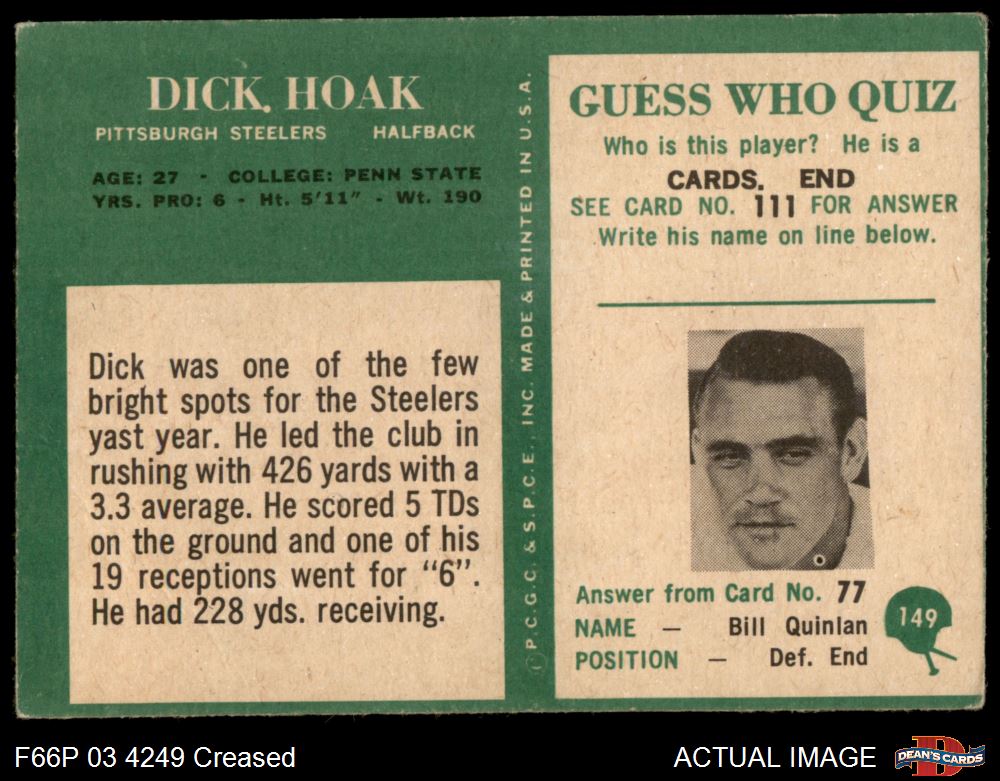 DICK HOAK
PITTSBURGH STEELERS HALFBACK
AGE: 27 - COLLEGE: PENN STATE
YRS. PRO: 6 - Ht. 5'11" - Wt. 190
Dick was one of the few
bright spots for the Steelers
yast year. He led the club in
rushing with 426 yards with a
3.3 average. He scored 5 TDs
on the ground and one of his
19 receptions went for “6”.
He had 228 yds. receiving.
P.C.G.C. & S.P.C.E., INC. MADE & PRINTED IN U.S.A.
GUESS WHO QUIZ
Who is this player? He is a
CARDS. END
SEE CARD NO. 111 FOR ANSWER
Write his name on line below.
Answer from Card No. 77
NAME — Bill Quinlan
POSITION — Def. End
149
F66P 03 4249 Creased
ACTUAL IMAGE
D
DEAN'S CARDS